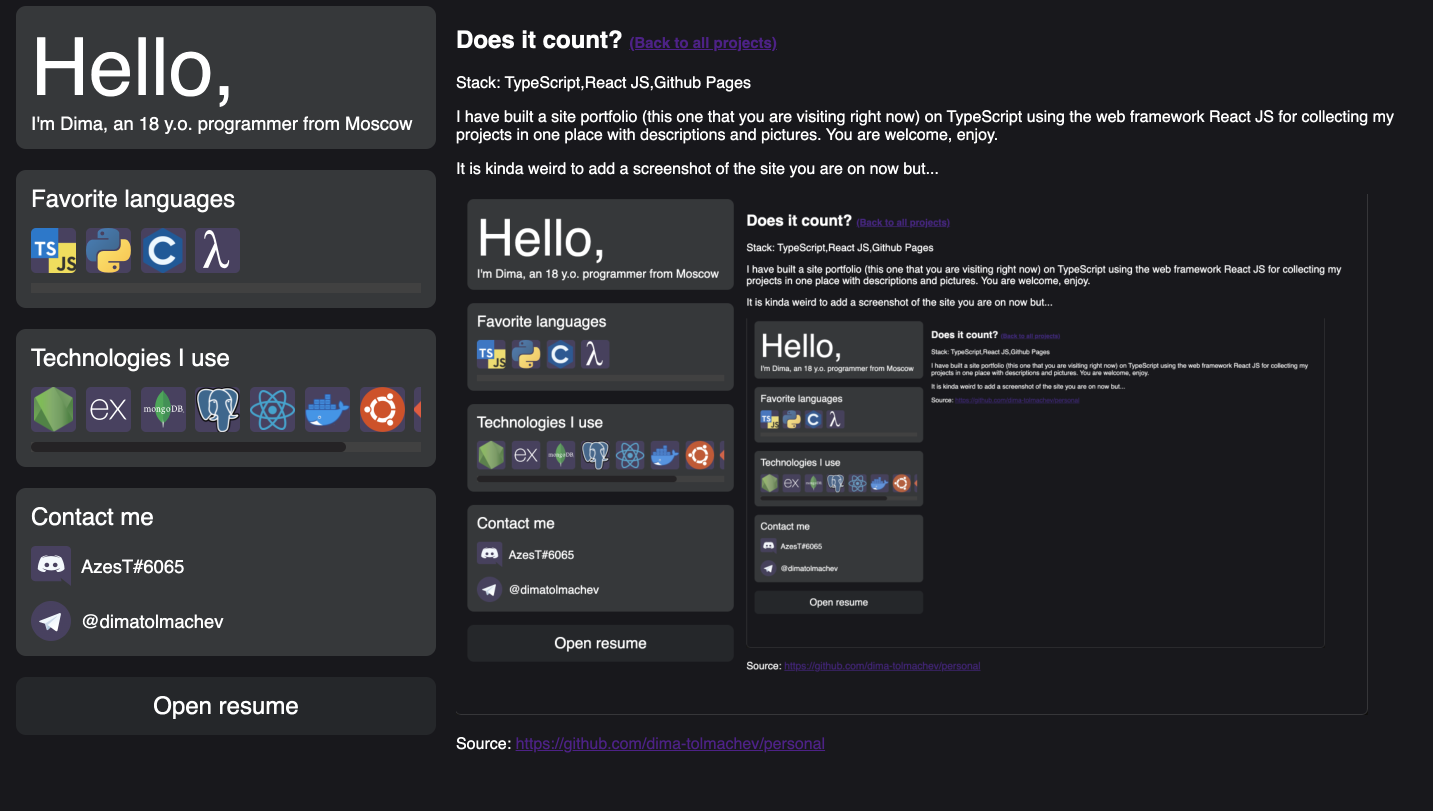 Hello,
I'm Dima, an 18 y.o. programmer from Moscow
Favorite languages
TS
JS
C
λ
Technologies I use
ex
mongoDB
Contact me
AzesT#6065
@dimatolmachev
Open resume
Does it count? (Back to all projects)
Stack: TypeScript,React JS,Github Pages
I have built a site portfolio (this one that you are visiting right now) on TypeScript using the web framework React JS for collecting my
projects in one place with descriptions and pictures. You are welcome, enjoy.
It is kinda weird to add a screenshot of the site you are on now but...
Hello,
I'm Dima, an 18 y.o. programmer from Moscow
Favorite languages
TS
JS
C
λ
Technologies I use
ex
mongoDB
Contact me
AzesT#6065
@dimatolmachev
Open resume
Does it count? (Back to all projects)
Stack: TypeScript,React JS,Github Pages
I have built a site portfolio (this one that you are visiting right now) on TypeScript using the web framework React JS for collecting my
projects in one place with descriptions and pictures. You are welcome, enjoy.
It is kinda weird to add a screenshot of the site you are on now but...
Hello,
I'm Dima, an 18 y.o. programmer from Moscow
Favorite languages
TS
JS
C
λ
Technologies I use
ex
Contact me
AzesT#6065
@dimatolmachev
Open resume
Does it count? (Back to all projects)
Stack: TypeScript,React JS,Github Pages
I have built a site portfolio (this one that you are visiting right now) on TypeScript using the web framework React JS for collecting my
projects in one place with descriptions and pictures. You are welcome, enjoy.
It is kinda weird to add a screenshot of the site you are on now but...
Source: https://github.com/dima-tolmachev/personal
Source: https://github.com/dima-tolmachev/personal
Source: https://github.com/dima-tolmachev/personal